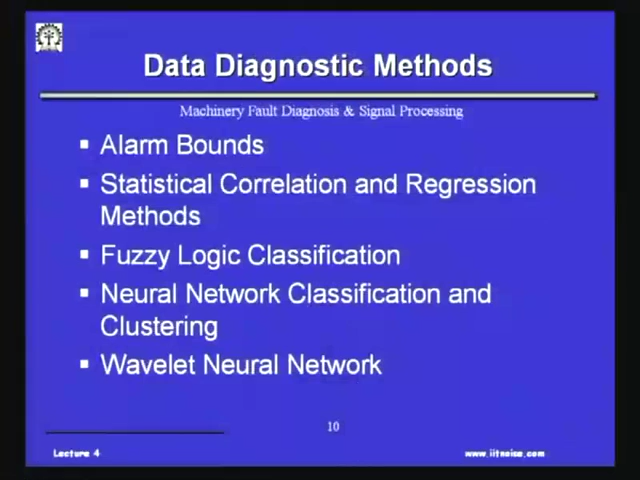 Data Diagnostic Methods
Machinery Fault Diagnosis & Signal Processing
▪ Alarm Bounds
▪ Statistical Correlation and Regression
Methods
▪ Fuzzy Logic Classification
▪ Neural Network Classification and
Clustering
▪ Wavelet Neural Network
10
Lecture 4
www.iitnoise.com